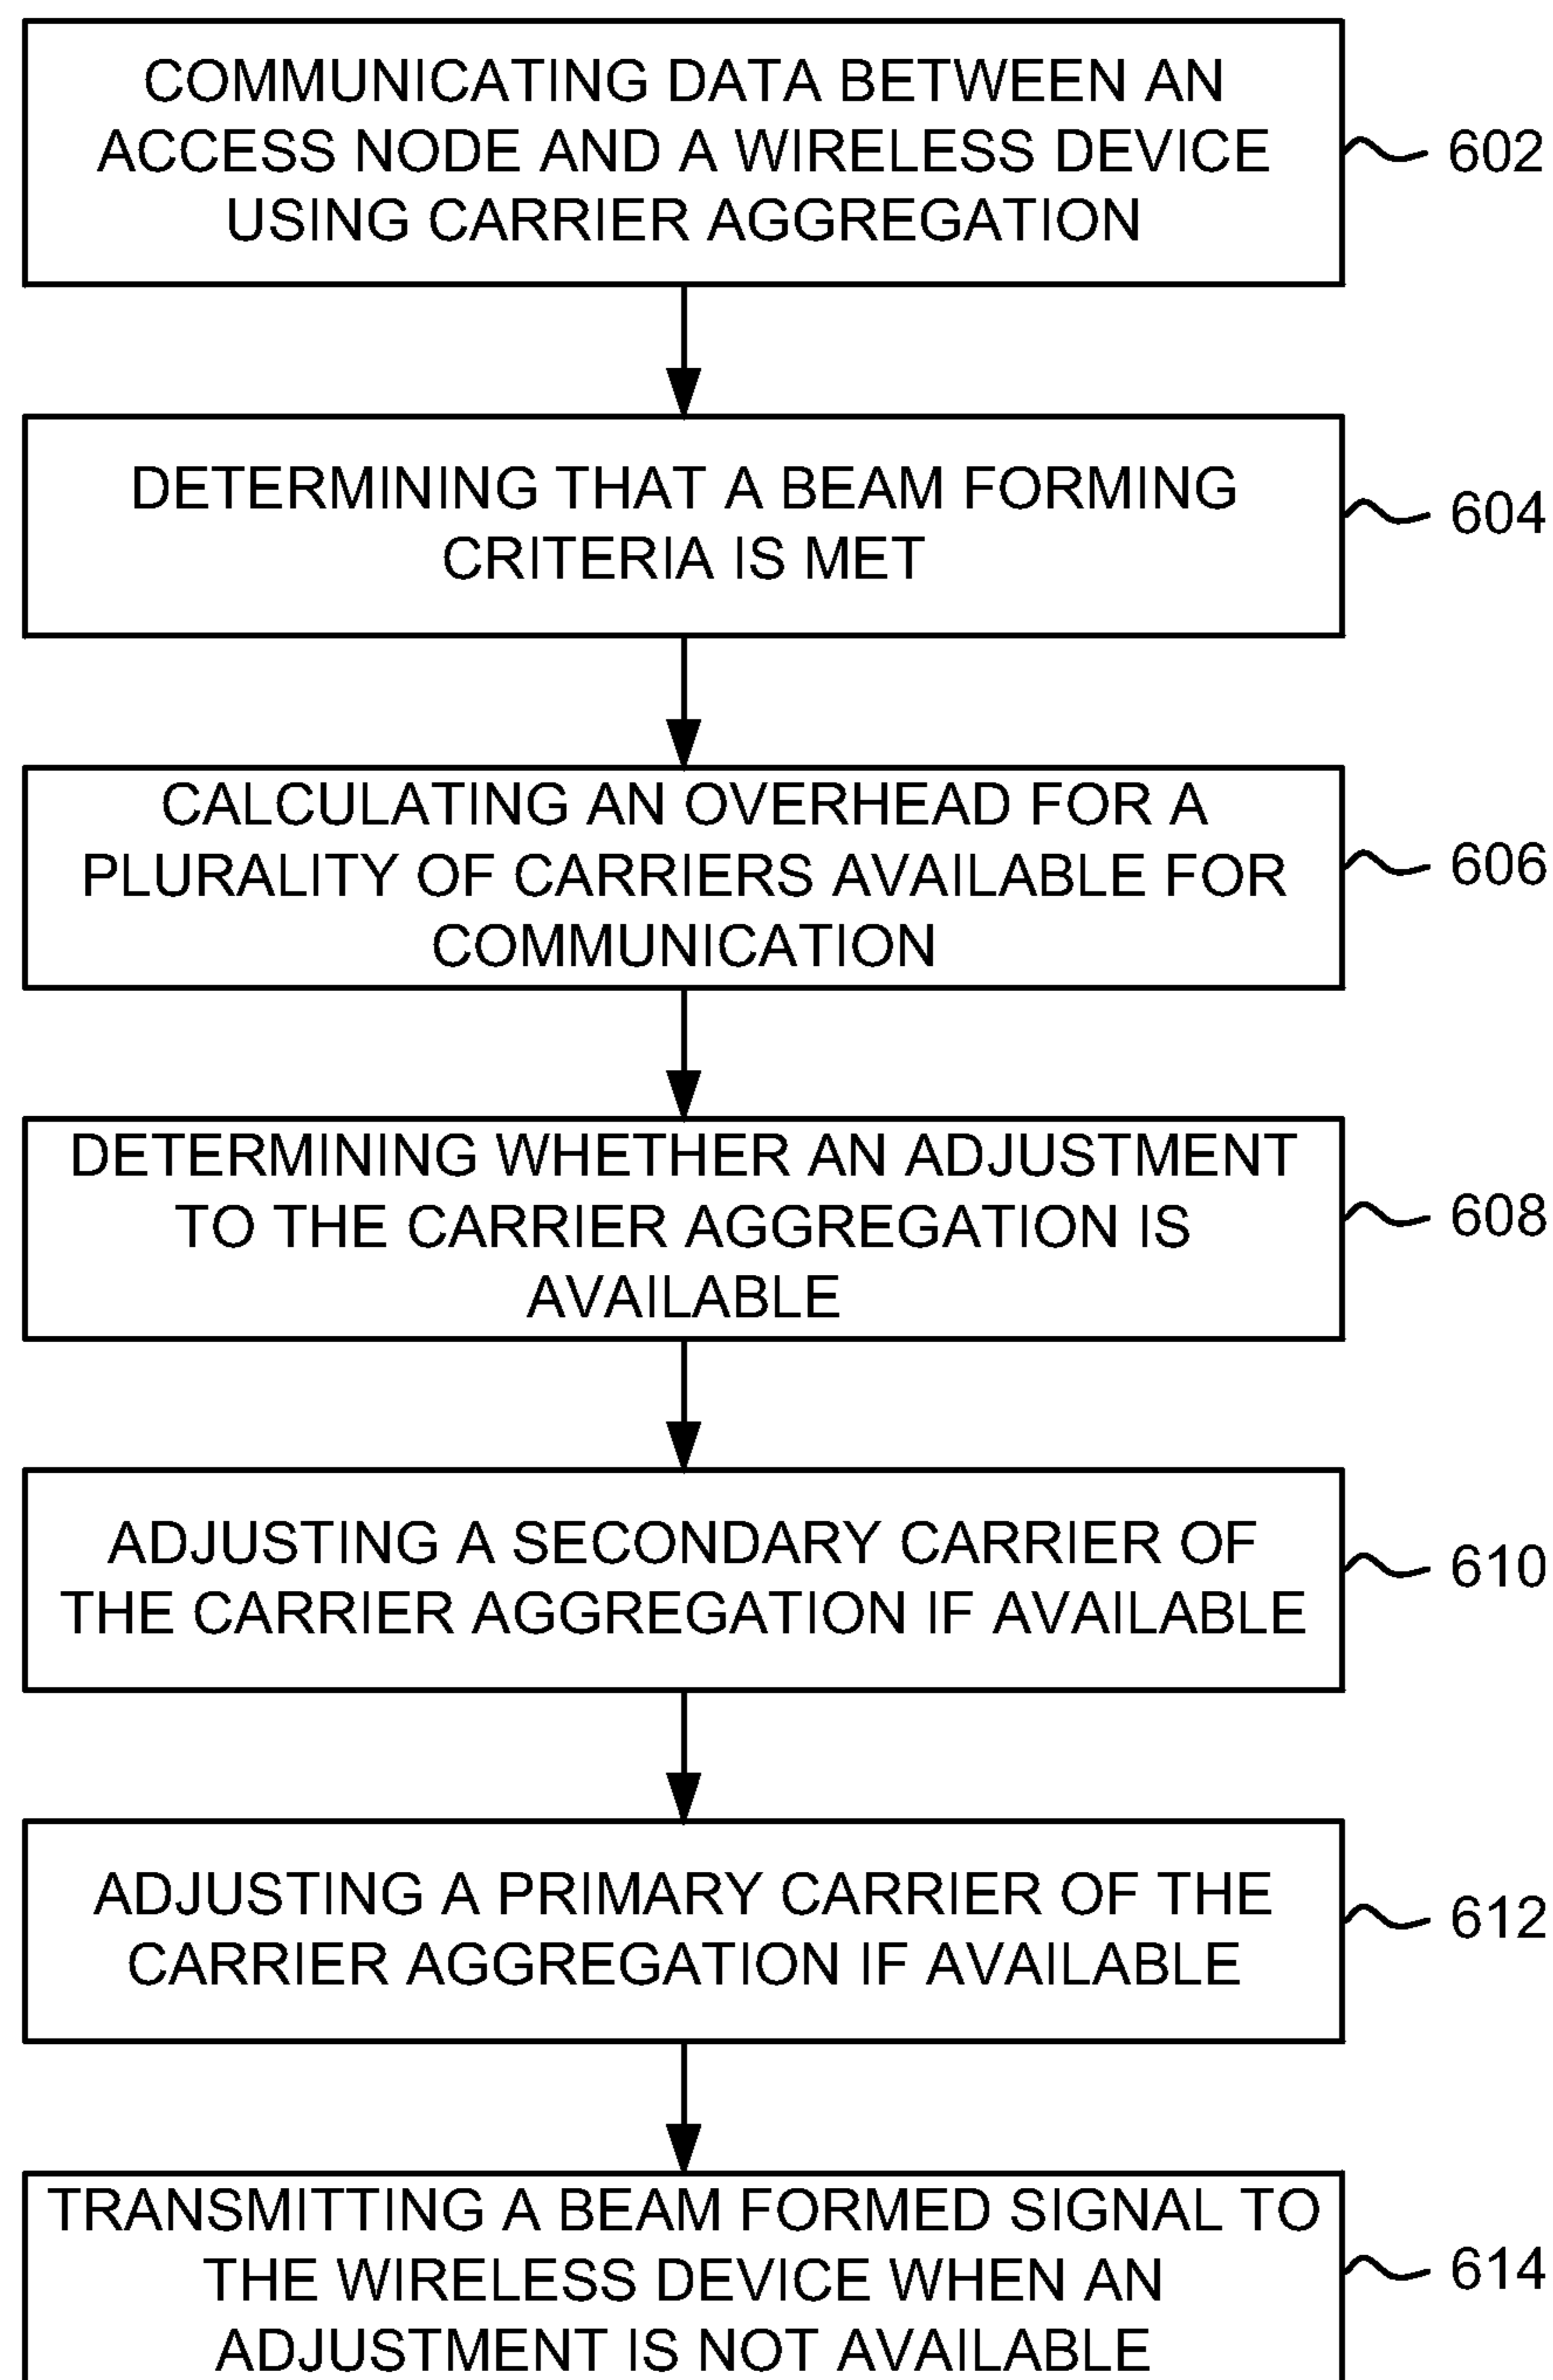 COMMUNICATING DATA BETWEEN AN
ACCESS NODE AND A WIRELESS DEVICE
USING CARRIER AGGREGATION
602
DETERMINING THAT A BEAM FORMING
CRITERIA IS MET
604
CALCULATING AN OVERHEAD FOR A
PLURALITY OF CARRIERS AVAILABLE FOR
COMMUNICATION
606
DETERMINING WHETHER AN ADJUSTMENT
TO THE CARRIER AGGREGATION IS
AVAILABLE
608
ADJUSTING A SECONDARY CARRIER OF
THE CARRIER AGGREGATION IF AVAILABLE
610
ADJUSTING A PRIMARY CARRIER OF THE
CARRIER AGGREGATION IF AVAILABLE
612
TRANSMITTING A BEAM FORMED SIGNAL TO
THE WIRELESS DEVICE WHEN AN
ADJUSTMENT IS NOT AVAILABLE
614